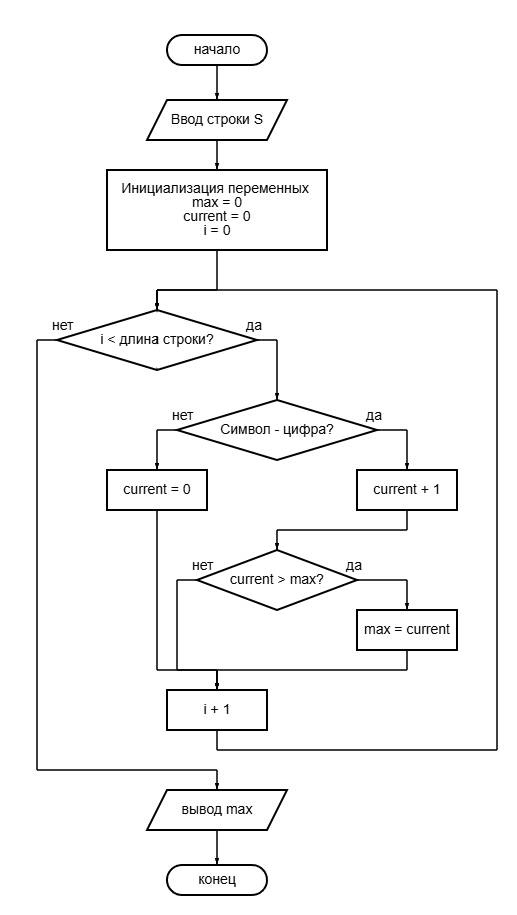 начало
Ввод строки S
Инициализация переменных
max = 0
current = 0
i = 0
нет
да
i < длина строки?
нет
да
Символ - цифра?
current = 0
current + 1
нет
да
current > max?
max = current
i + 1
вывод max
конец